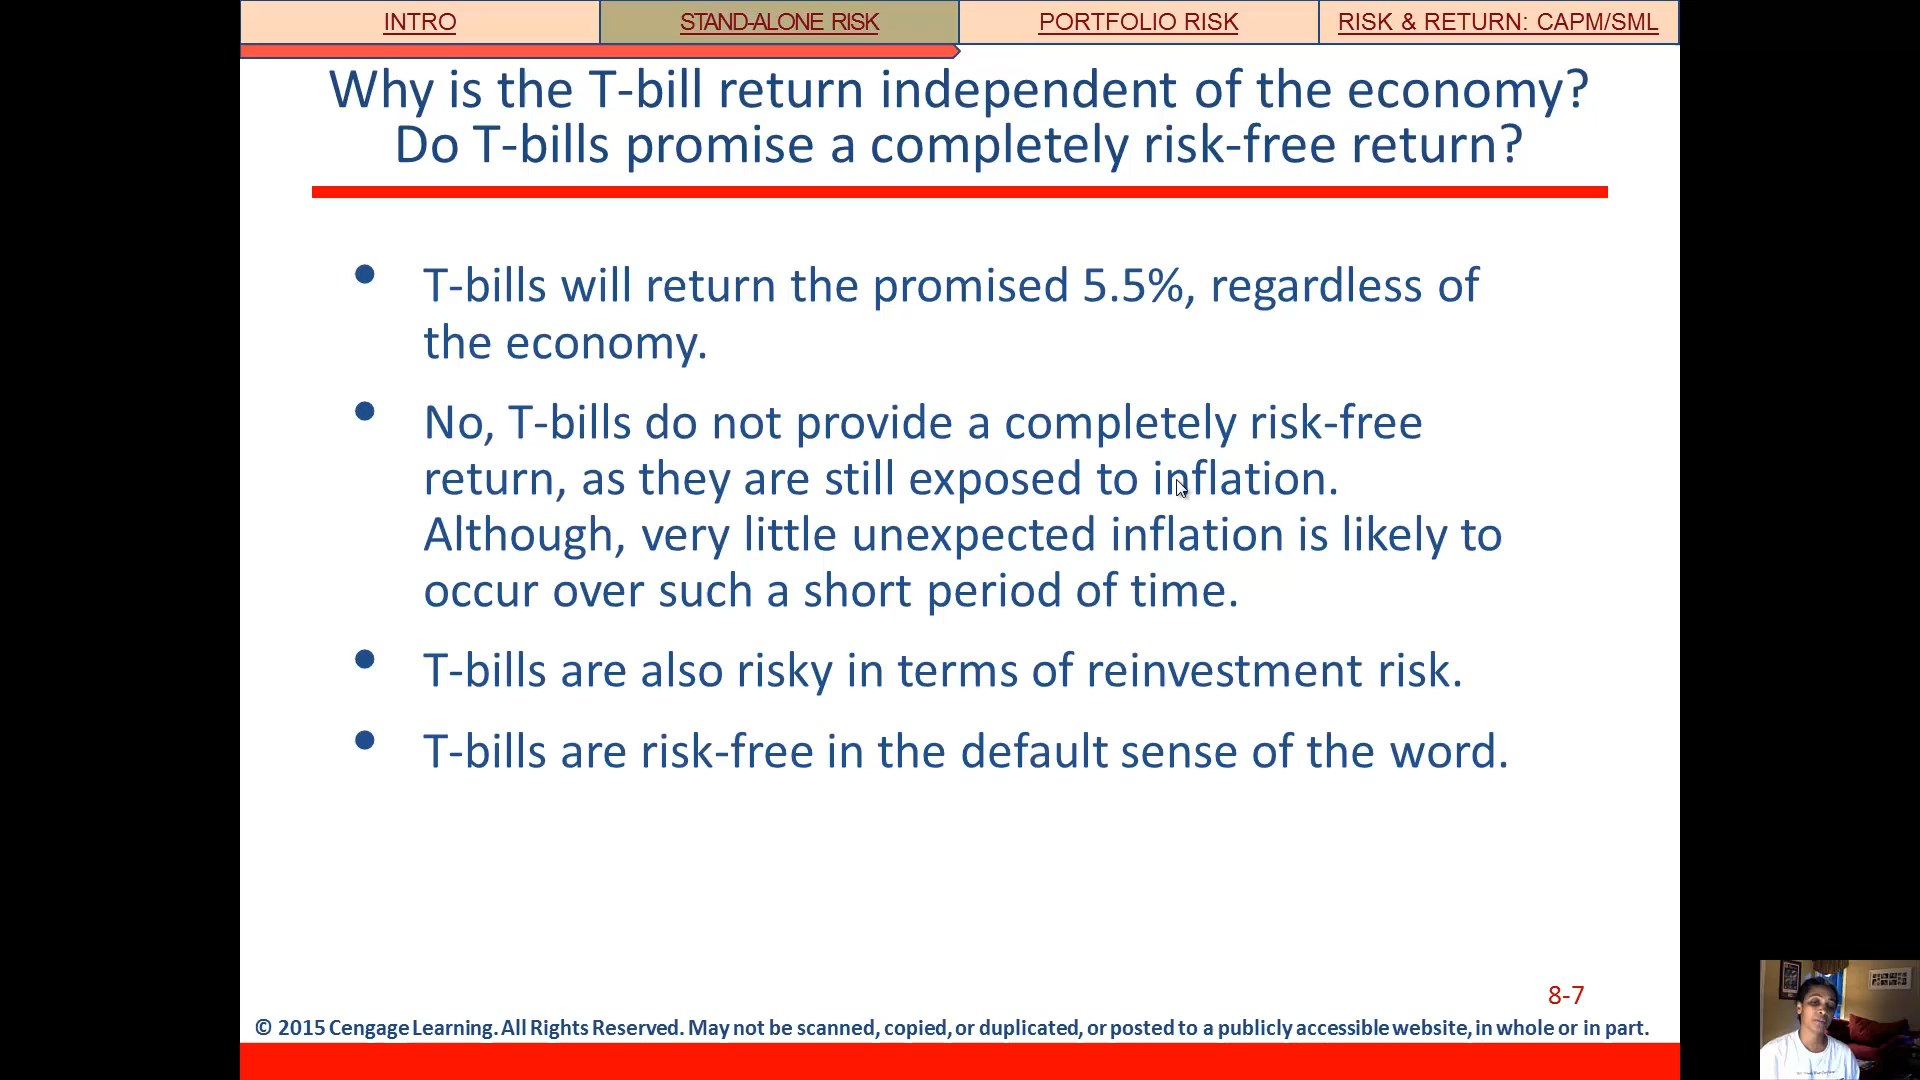 INTRO
STAND-ALONE RISK
PORTFOLIO RISK
RISK & RETURN: CAPM/SML
Why is the T-bill return independent of the economy?
Do T-bills promise a completely risk-free return?
• T-bills will return the promised 5.5%, regardless of
the economy.
• No, T-bills do not provide a completely risk-free
return, as they are still exposed to inflation.
Although, very little unexpected inflation is likely to
occur over such a short period of time.
• T-bills are also risky in terms of reinvestment risk.
• T-bills are risk-free in the default sense of the word.
8-7
© 2015 Cengage Learning. All Rights Reserved. May not be scanned, copied, or duplicated, or posted to a publicly accessible website, in whole or in part.